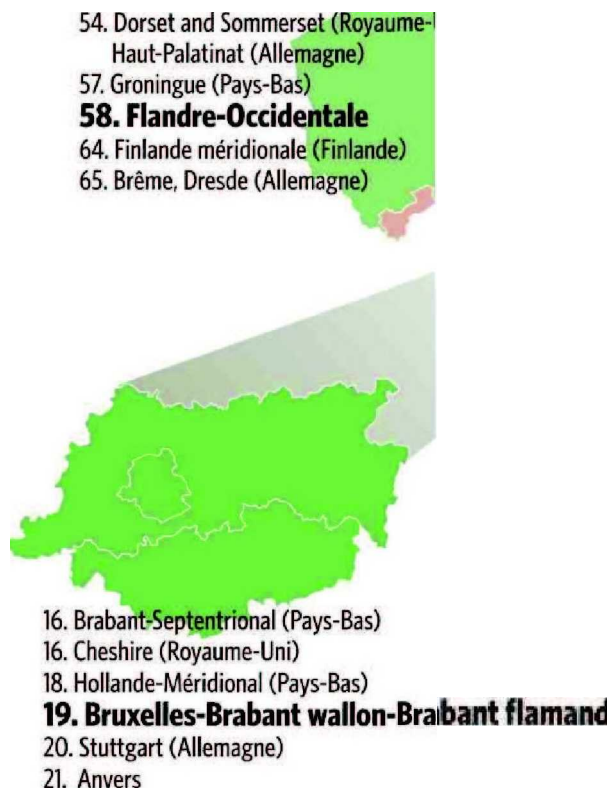 54. Dorset and Sommerset (Royaume-
Haut-Palatinat (Allemagne)
57. Groningue (Pays-Bas)
58. Flandre-Occidentale
64. Finlande méridionale (Finlande)
65. Brême, Dresde (Allemagne)
16. Brabant-Septentrional (Pays-Bas)
16. Cheshire (Royaume-Uni)
18. Hollande-Méridional (Pays-Bas)
19. Bruxelles-Brabant wallon-Brabant flamand
20. Stuttgart (Allemagne)
21. Anvers